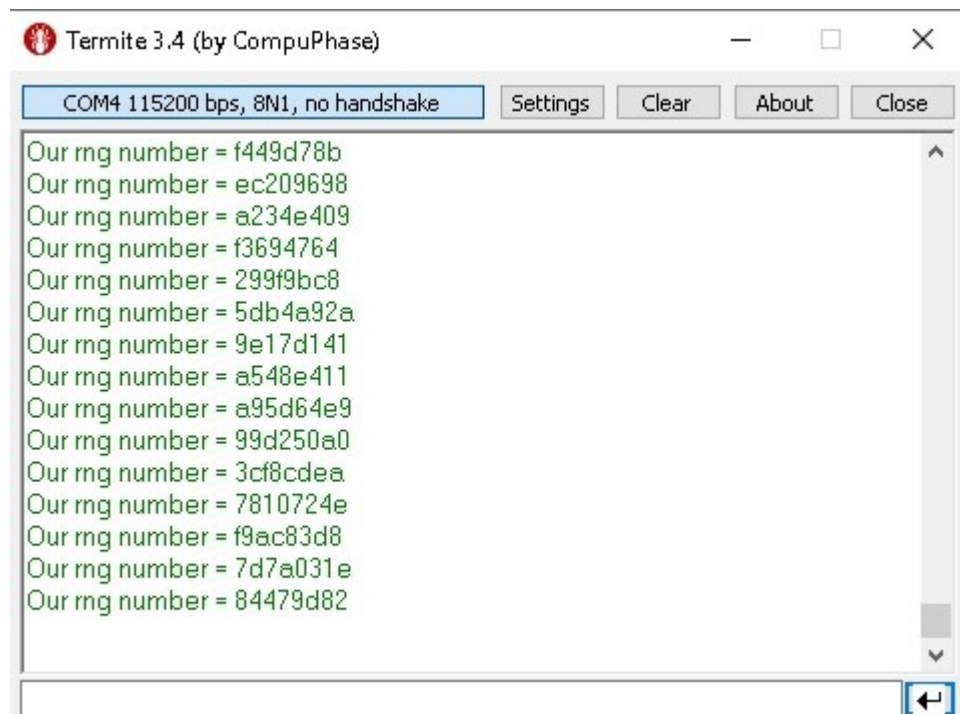 Termite 3.4 (by CompuPhase)
COM4 115200 bps, 8N1, no handshake Settings Clear About Close
Our rng number = f449d78b
Our rng number = ec209698
Our rng number = a234e409
Our rng number = f3694764
Our rng number = 299f9bc8
Our rng number = 5db4a92a
Our rng number = 9e17d141
Our rng number = a548e411
Our rng number = a95d64e9
Our rng number = 99d250a0
Our rng number = 3cf8cdea
Our rng number = 7810724e
Our rng number = f9ac83d8
Our rng number = 7d7a031e
Our rng number = 84479d82